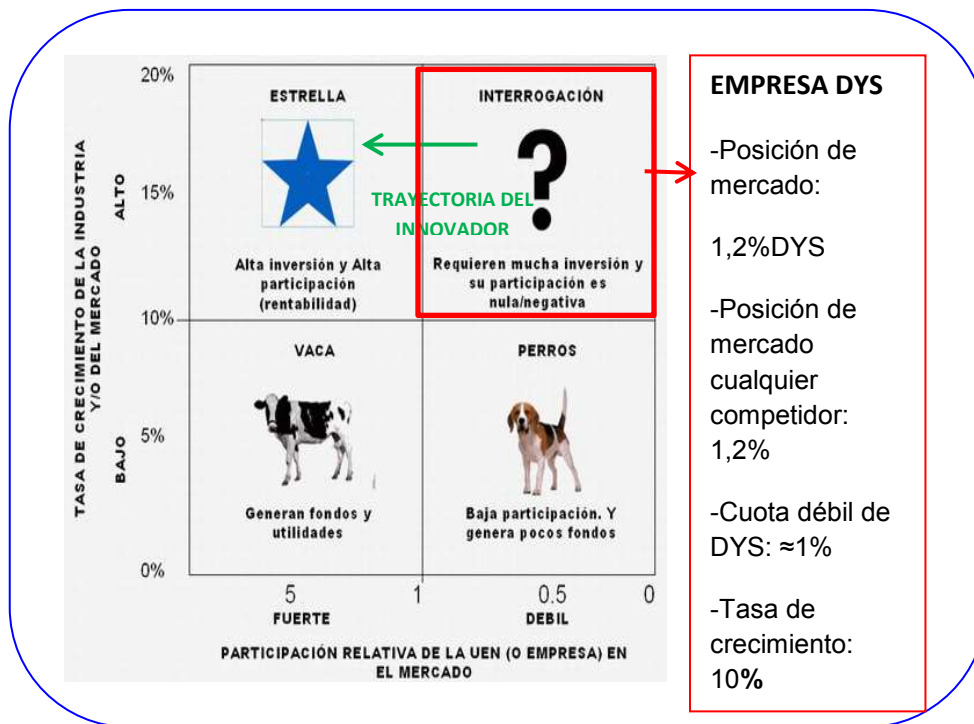 20%
ESTRELLA
INTERROGACIÓN
?
15%
TRAYECTORIA DEL
INNOVADOR
Alta inversión y Alta
participación
(rentabilidad)
Requieren mucha inversión y
su participación es
nula/negativa
10%
VACA
PERROS
5%
Generan fondos y
utilidades
Baja participación. Y
genera pocos fondos
0%
TASA DE CRECIMIENTO DE LA INDUSTRIA
Y/O DEL MERCADO
ALTO
BAJO
5
1
0.5
0
FUERTE
DEBIL
PARTICIPACIÓN RELATIVA DE LA UEN (O EMPRESA) EN
EL MERCADO
EMPRESA DYS
-Posición de
mercado:
1,2%DYS
-Posición de
mercado
cualquier
competidor:
1,2%
-Cuota débil de
DYS: ≈1%
-Tasa de
crecimiento:
10%